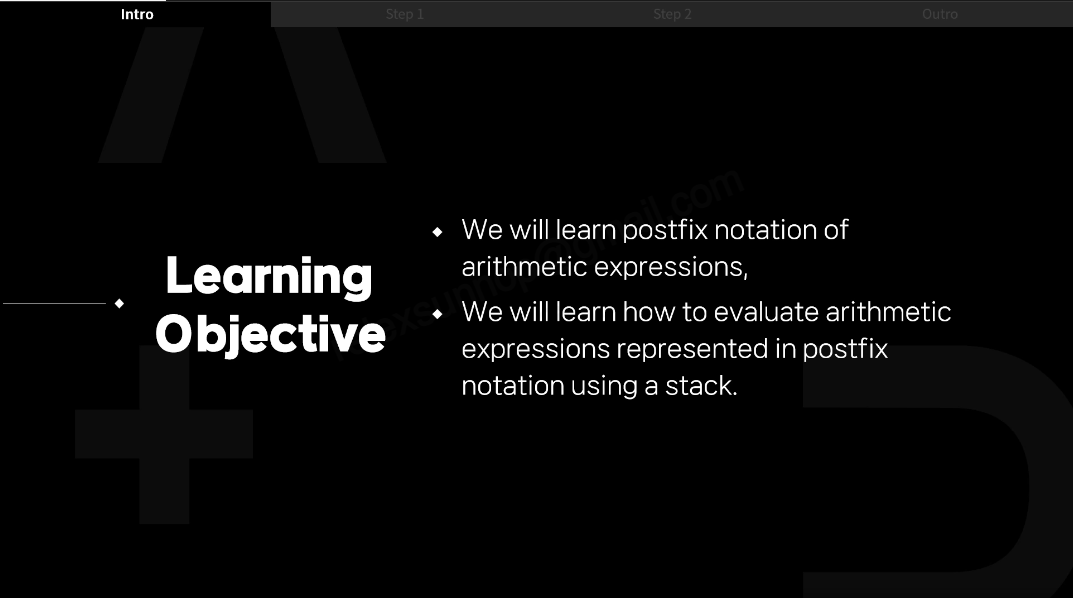 Intro
Step 1
Step 2
Outro
Learning
Objective
We will learn postfix notation of
arithmetic expressions,
We will learn how to evaluate arithmetic
expressions represented in postfix
notation using a stack.